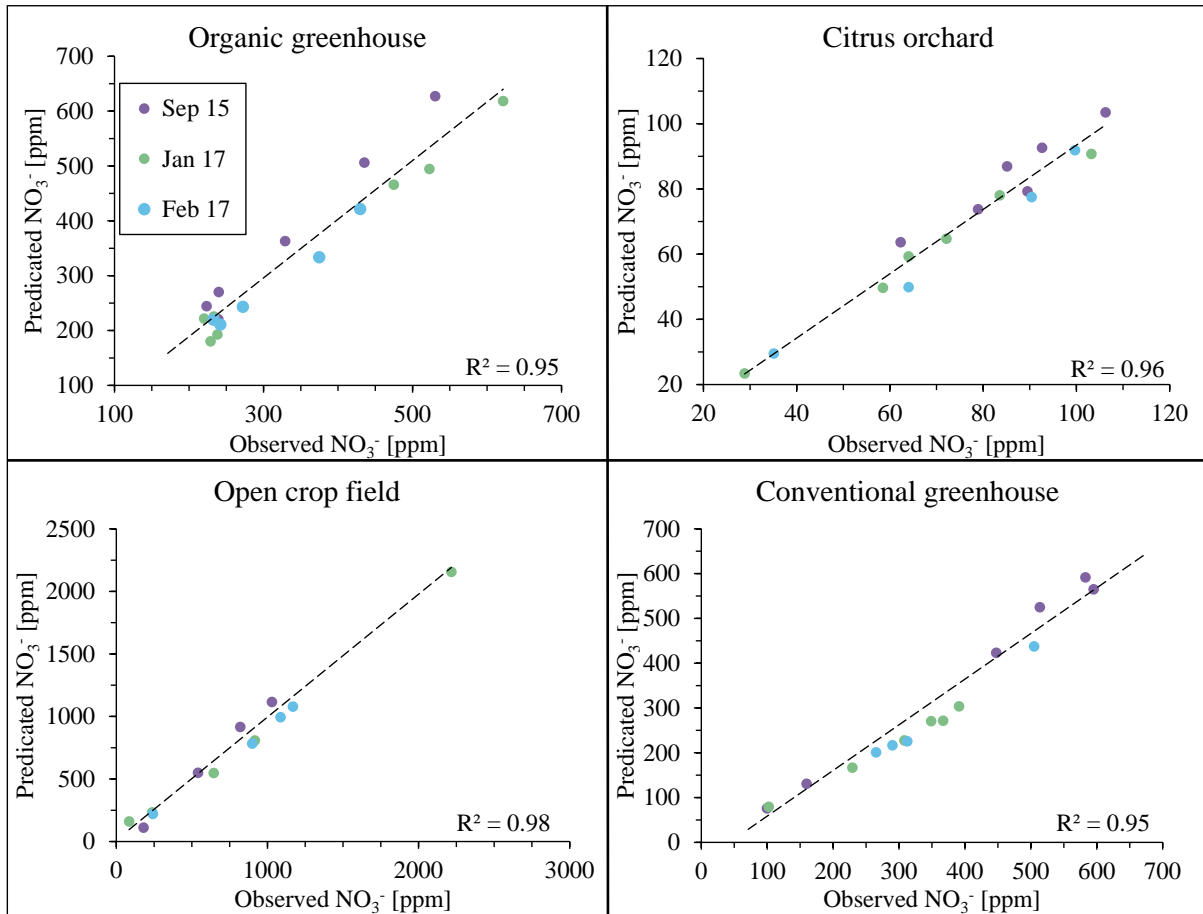 Organic greenhouse
700
600
500
400
300
200
100
Predicated NO₃⁻ [ppm]
Sep 15
Jan 17
Feb 17
R² = 0.95
100 300 500 700
Observed NO₃⁻ [ppm]
Citrus orchard
120
100
80
60
40
20
Predicated NO₃⁻ [ppm]
R² = 0.96
20 40 60 80 100 120
Observed NO₃⁻ [ppm]
Open crop field
2500
2000
1500
1000
500
0
Predicated NO₃⁻ [ppm]
R² = 0.98
0 1000 2000 3000
Observed NO₃⁻ [ppm]
Conventional greenhouse
700
600
500
400
300
200
100
0
Predicated NO₃⁻ [ppm]
R² = 0.95
0 100 200 300 400 500 600 700
Observed NO₃⁻ [ppm]